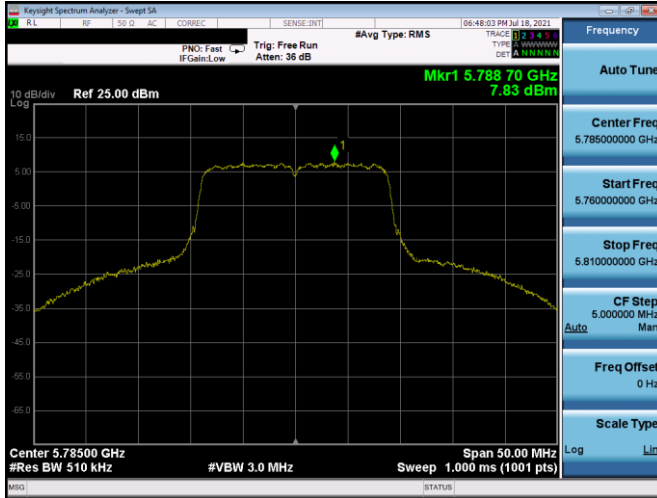 Keysight Spectrum Analyzer - Swept SA
RL RF 50 Ω AC CORREC SENSE:INT 06:48:03 PM Jul 18, 2021
#Avg Type: RMS TRACE 1 2 3 4 5 6
PNO: Fast Trig: Free Run TYPE A WWWWW
IFGain:Low Atten: 36 dB DET A N N N N N
Mkr1 5.788 70 GHz
7.83 dBm
10 dB/div Ref 25.00 dBm
Log
1
15.0
5.00
-5.00
-15.0
-25.0
-35.0
-45.0
-55.0
-65.0
Center 5.78500 GHz Span 50.00 MHz
#Res BW 510 kHz #VBW 3.0 MHz Sweep 1.000 ms (1001 pts)
MSG STATUS
Frequency
Auto Tune
Center Freq
5.785000000 GHz
Start Freq
5.760000000 GHz
Stop Freq
5.810000000 GHz
CF Step
5.000000 MHz
Auto Man
Freq Offset
0 Hz
Scale Type
Log Lin